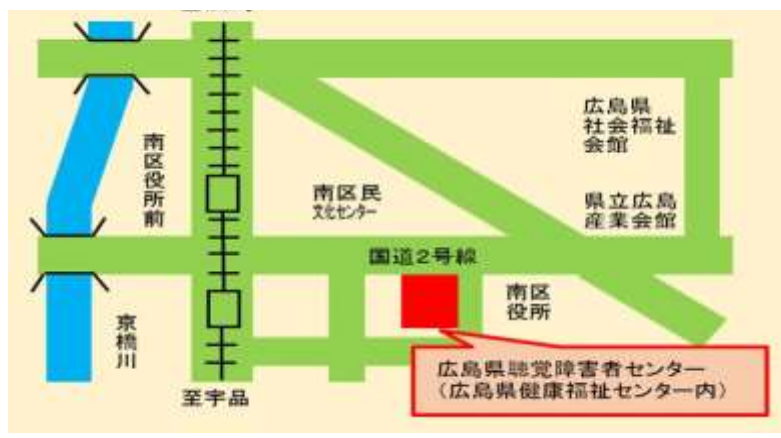 広島県
社会福祉
会館
南区役所前
南区民
文化センター
県立広島
産業会館
国道2号線
南区
役所
京橋川
広島県聴覚障害者センター
（広島県健康福祉センター内）
至宇品